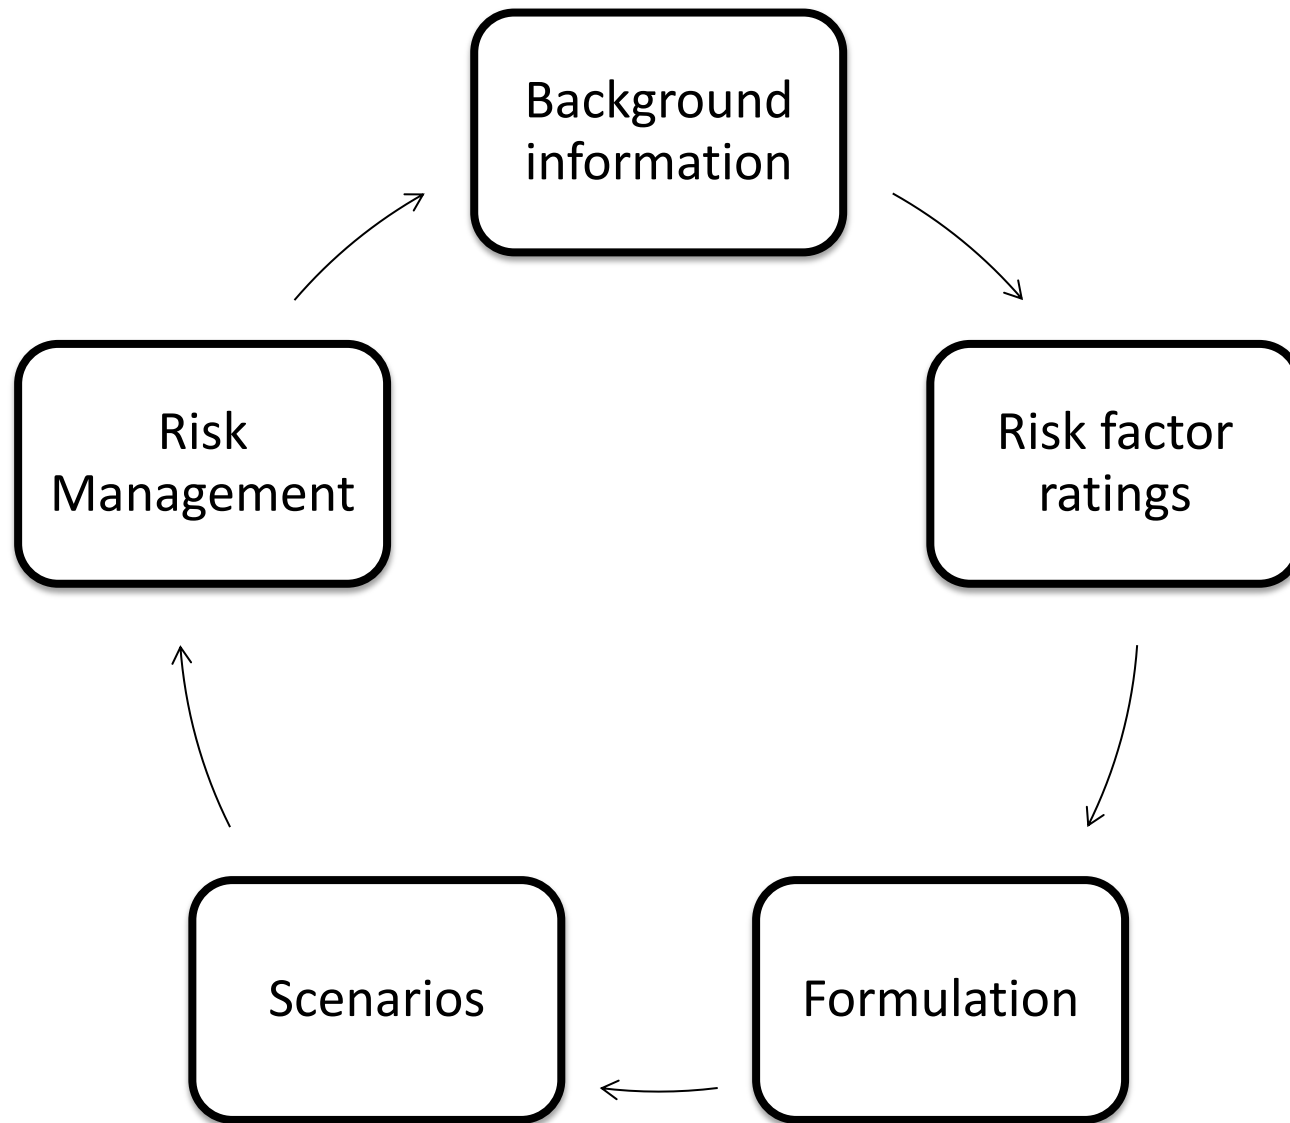 Background
information
Risk factor
ratings
Formulation
Scenarios
Risk
Management